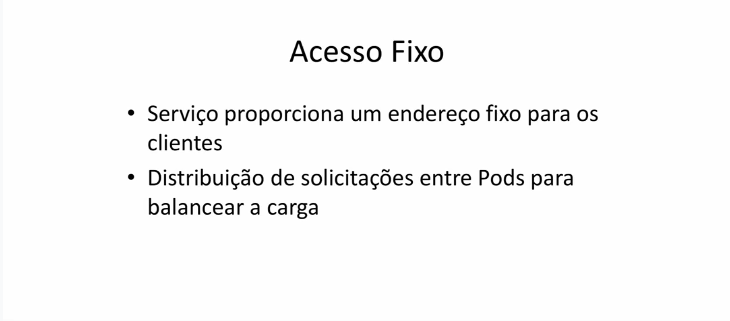 Acesso Fixo
• Serviço proporciona um endereço fixo para os
clientes
• Distribuição de solicitações entre Pods para
balancear a carga